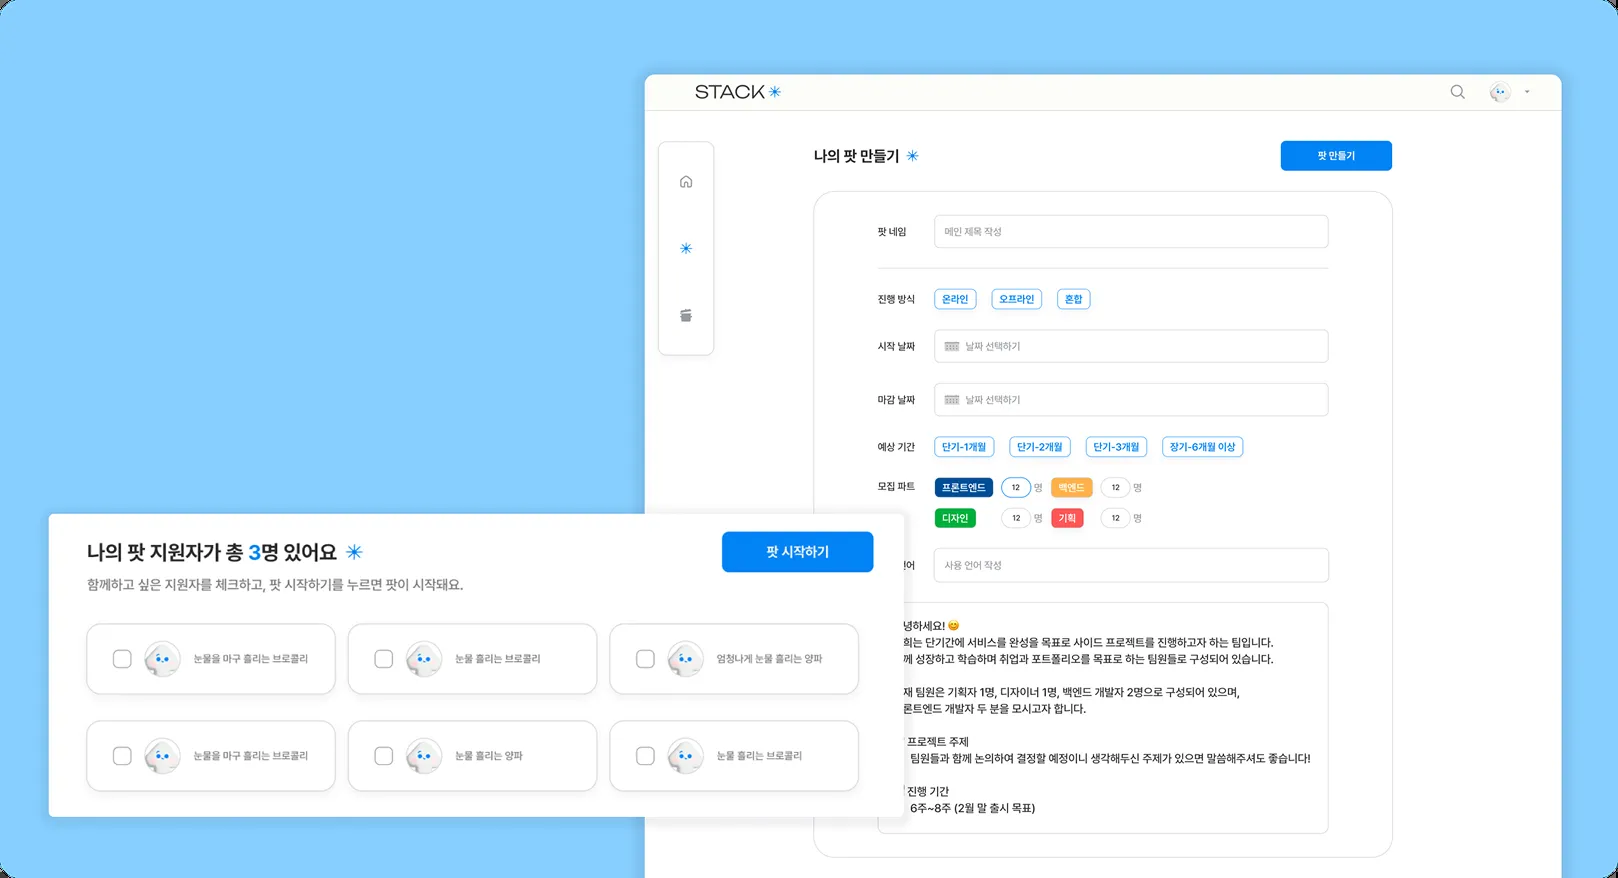 STACK
나의 팟 만들기
팟 만들기
팟 네임
메인 제목 작성
진행 방식
온라인
오프라인
혼합
시작 날짜
날짜 선택하기
마감 날짜
날짜 선택하기
예상 기간
단기-1개월
단기-2개월
단기-3개월
장기-6개월 이상
모집 파트
프론트엔드
12
명
백엔드
12
명
디자인
12
명
기획
12
명
어
사용 언어 작성
녕하세요! 😊
희는 단기간에 서비스를 완성을 목표로 사이드 프로젝트를 진행하고자 하는 팀입니다.
께 성장하고 학습하며 취업과 포트폴리오를 목표로 하는 팀원들로 구성되어 있습니다.
재 팀원은 기획자 1명, 디자이너 1명, 백엔드 개발자 2명으로 구성되어 있으며,
론트엔드 개발자 두 분을 모시고자 합니다.
프로젝트 주제
팀원들과 함께 논의하여 결정할 예정이니 생각해두신 주제가 있으면 말씀해주셔도 좋습니다!
진행 기간
6주~8주 (2월 말 출시 목표)
나의 팟 지원자가 총 3명 있어요
팟 시작하기
함께하고 싶은 지원자를 체크하고, 팟 시작하기를 누르면 팟이 시작돼요.
눈물을 마구 흘리는 브로콜리
눈물 흘리는 브로콜리
엄청나게 눈물 흘리는 양파
눈물을 마구 흘리는 브로콜리
눈물 흘리는 양파
눈물 흘리는 브로콜리